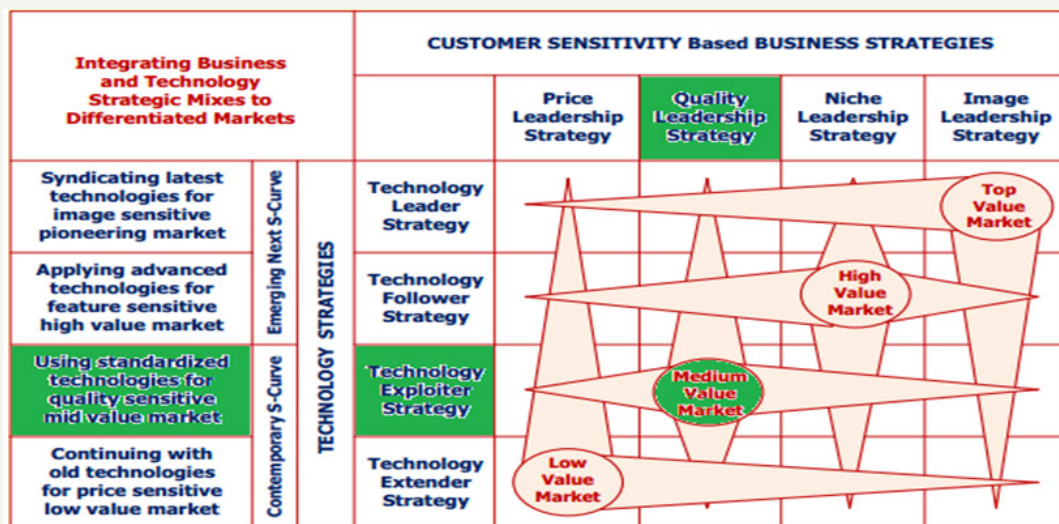 Integrating Business
and Technology
Strategic Mixes to
Differentiated Markets
CUSTOMER SENSITIVITY Based BUSINESS STRATEGIES
Price
Leadership
Strategy
Quality
Leadership
Strategy
Niche
Leadership
Strategy
Image
Leadership
Strategy
Syndicating latest
technologies for
image sensitive
pioneering market
Emerging Next S-Curve
TECHNOLOGY STRATEGIES
Technology
Leader
Strategy
Top
Value
Market
Applying advanced
technologies for
feature sensitive
high value market
Technology
Follower
Strategy
High
Value
Market
Using standardized
technologies for
quality sensitive
mid value market
Contemporary S-Curve
Technology
Exploiter
Strategy
Medium
Value
Market
Continuing with
old technologies
for price sensitive
low value market
Technology
Extender
Strategy
Low
Value
Market